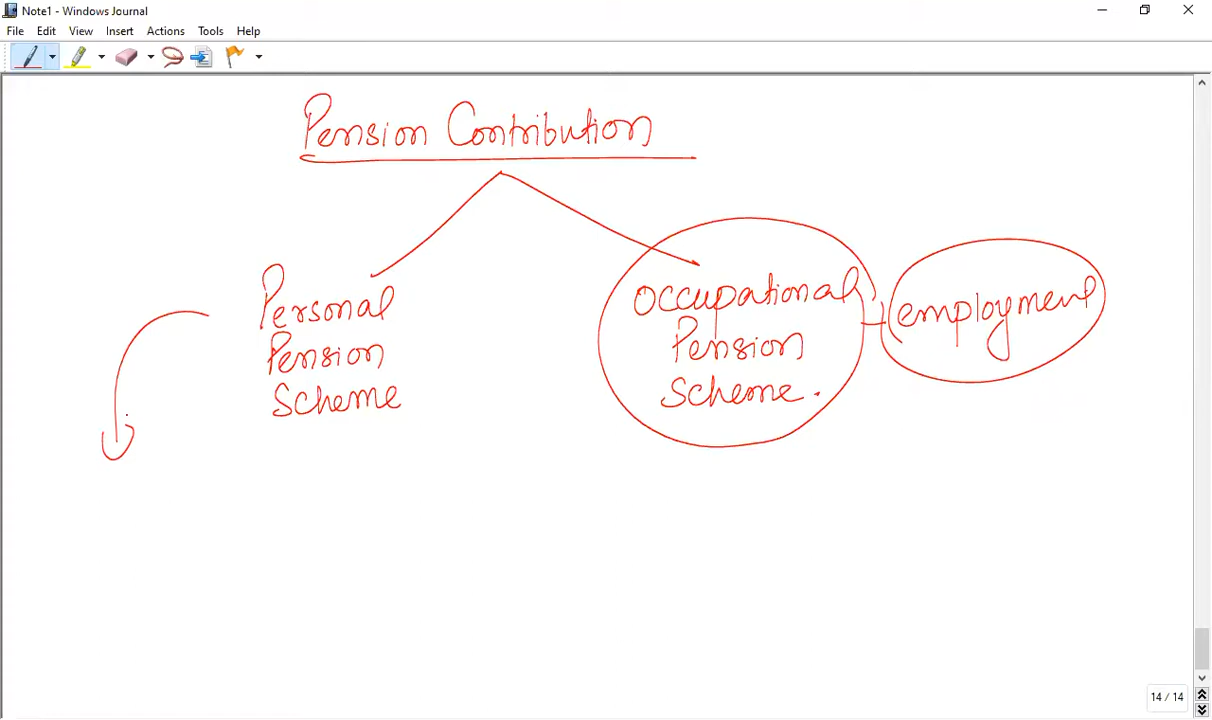 Note1 - Windows Journal
File Edit View Insert Actions Tools Help
Pension Contribution
Personal
Pension
Scheme
Occupational
Pension
Scheme.
employment
14 / 14